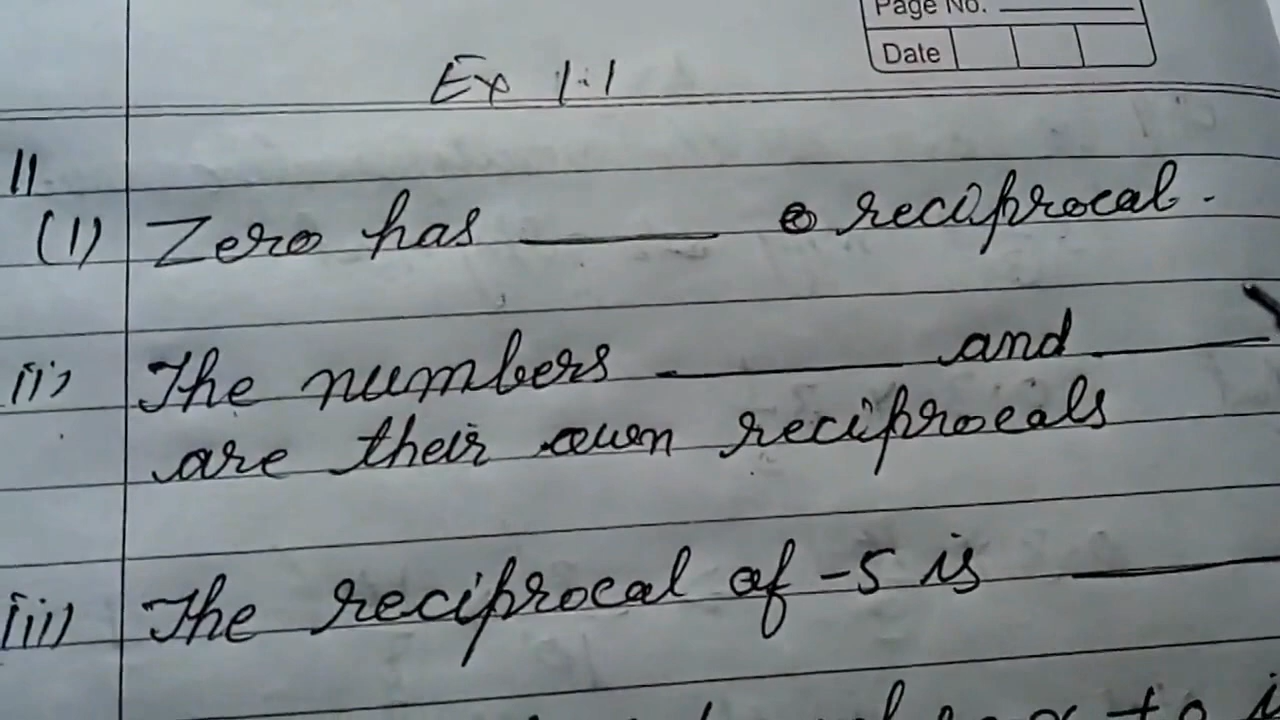 Page No.
Date
Ex 1.1
11
(1) Zero has ______ reciprocal.
ii) The numbers ______ and ______
are their own reciprocals
iii) The reciprocal of -5 is ______